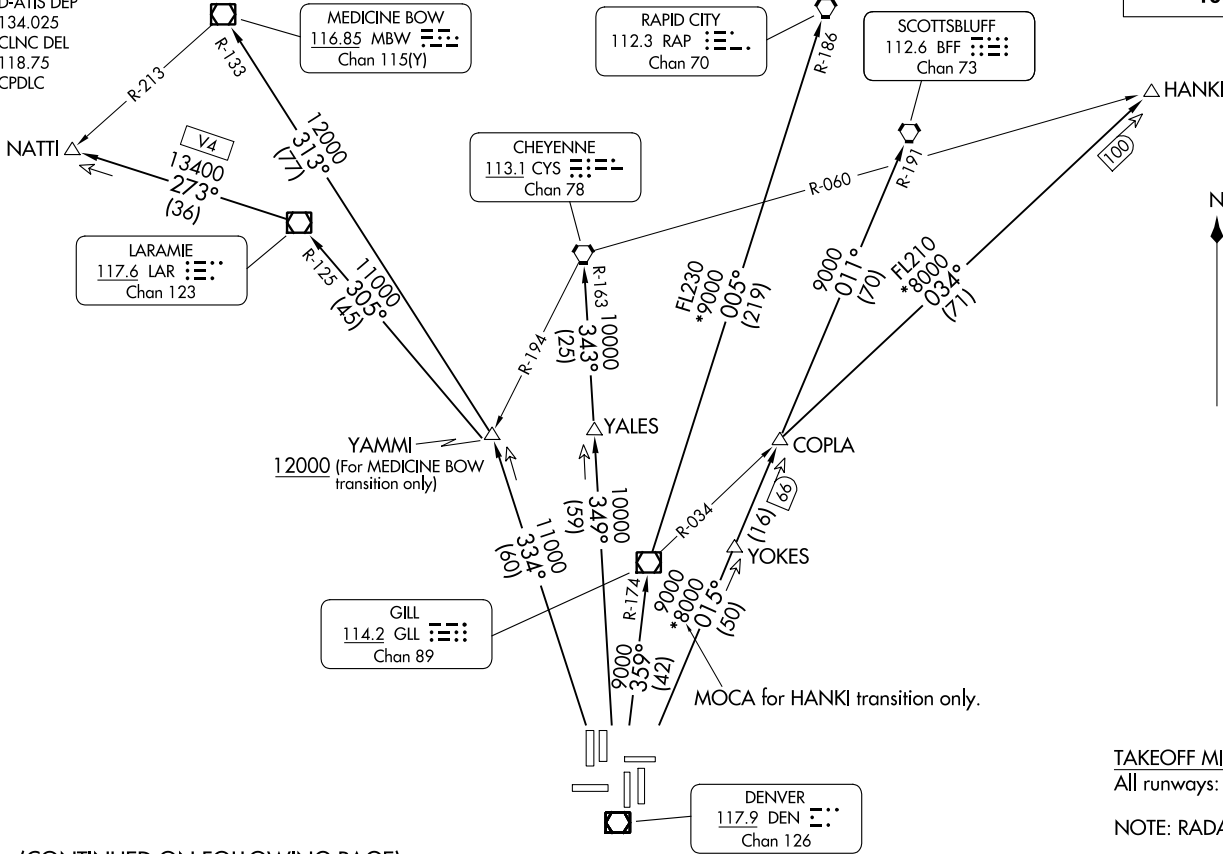 D-ATIS DEP
134.025
CLNC DEL
118.75
CPDLC
MEDICINE BOW
116.85 MBW
Chan 115(Y)
RAPID CITY
112.3 RAP
Chan 70
SCOTTSBLUFF
112.6 BFF
Chan 73
R-133
R-213
R-186
HANKI
NATTI
V4
13400
273°
(36)
12000
313°
(77)
CHEYENNE
113.1 CYS
Chan 78
R-060
R-191
100
N
LARAMIE
117.6 LAR
Chan 123
R-125
11000
305°
(45)
R-163
R-194
10000
343°
(25)
FL230
*9000
005°
(219)
9000
011°
(70)
FL210
*8000
034°
(71)
YAMMI
12000 (For MEDICINE BOW
transition only)
YALES
COPLA
11000
334°
(60)
10000
349°
(59)
R-034
(16)
66
YOKES
GILL
114.2 GLL
Chan 89
R-174
9000
359°
(42)
9000
*8000
015°
(50)
MOCA for HANKI transition only.
DENVER
117.9 DEN
Chan 126
TAKEOFF MI
All runways:
NOTE: RADA